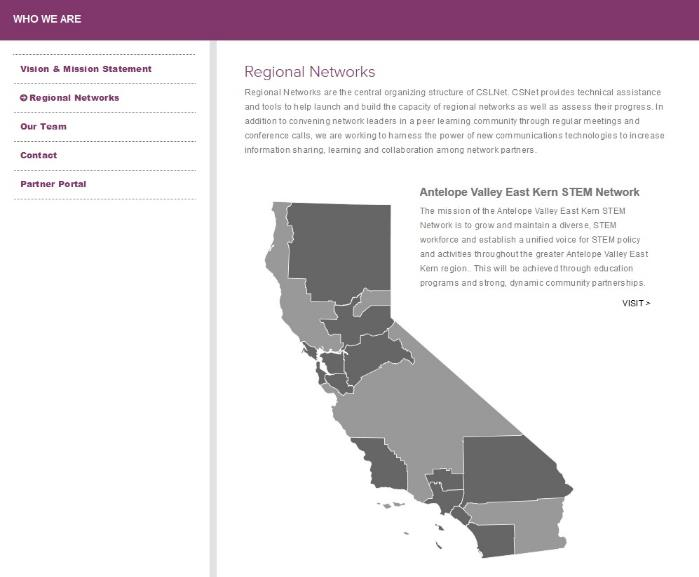 WHO WE ARE
Vision & Mission Statement
Regional Networks
Our Team
Contact
Partner Portal
Regional Networks
Regional Networks are the central organizing structure of CSLNet. CSNet provides technical assistance
and tools to help launch and build the capacity of regional networks as well as assess their progress. In
addition to convening network leaders in a peer learning community through regular meetings and
conference calls, we are working to harness the power of new communications technologies to increase
information sharing, learning and collaboration among network partners.
Antelope Valley East Kern STEM Network
The mission of the Antelope Valley East Kern STEM
Network is to grow and maintain a diverse, STEM
workforce and establish a unified voice for STEM policy
and activities throughout the greater Antelope Valley East
Kern region.. This will be achieved through education
programs and strong, dynamic community partnerships.
VISIT >